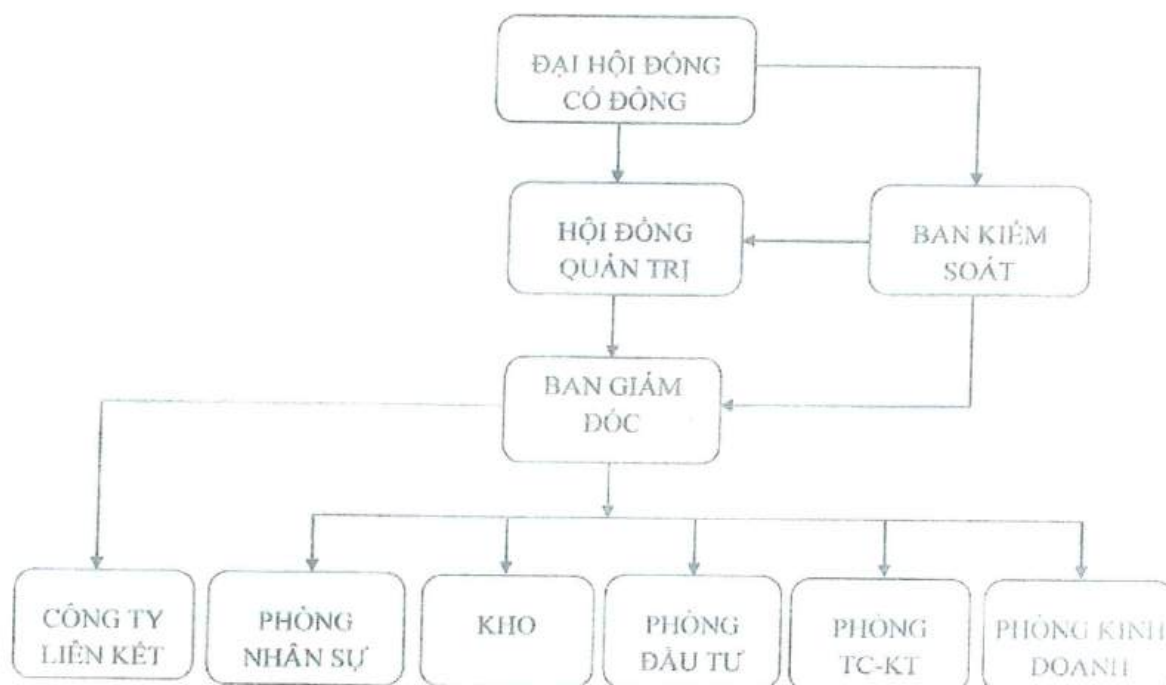 ĐẠI HỘI ĐỒNG
CỔ ĐÔNG
HỘI ĐỒNG
QUẢN TRỊ
BAN KIỂM
SOÁT
BAN GIÁM
ĐỐC
CÔNG TY
LIÊN KẾT
PHÒNG
NHÂN SỰ
KHO
PHÒNG
ĐẦU TƯ
PHÒNG
TC-KT
PHÒNG KINH
DOANH